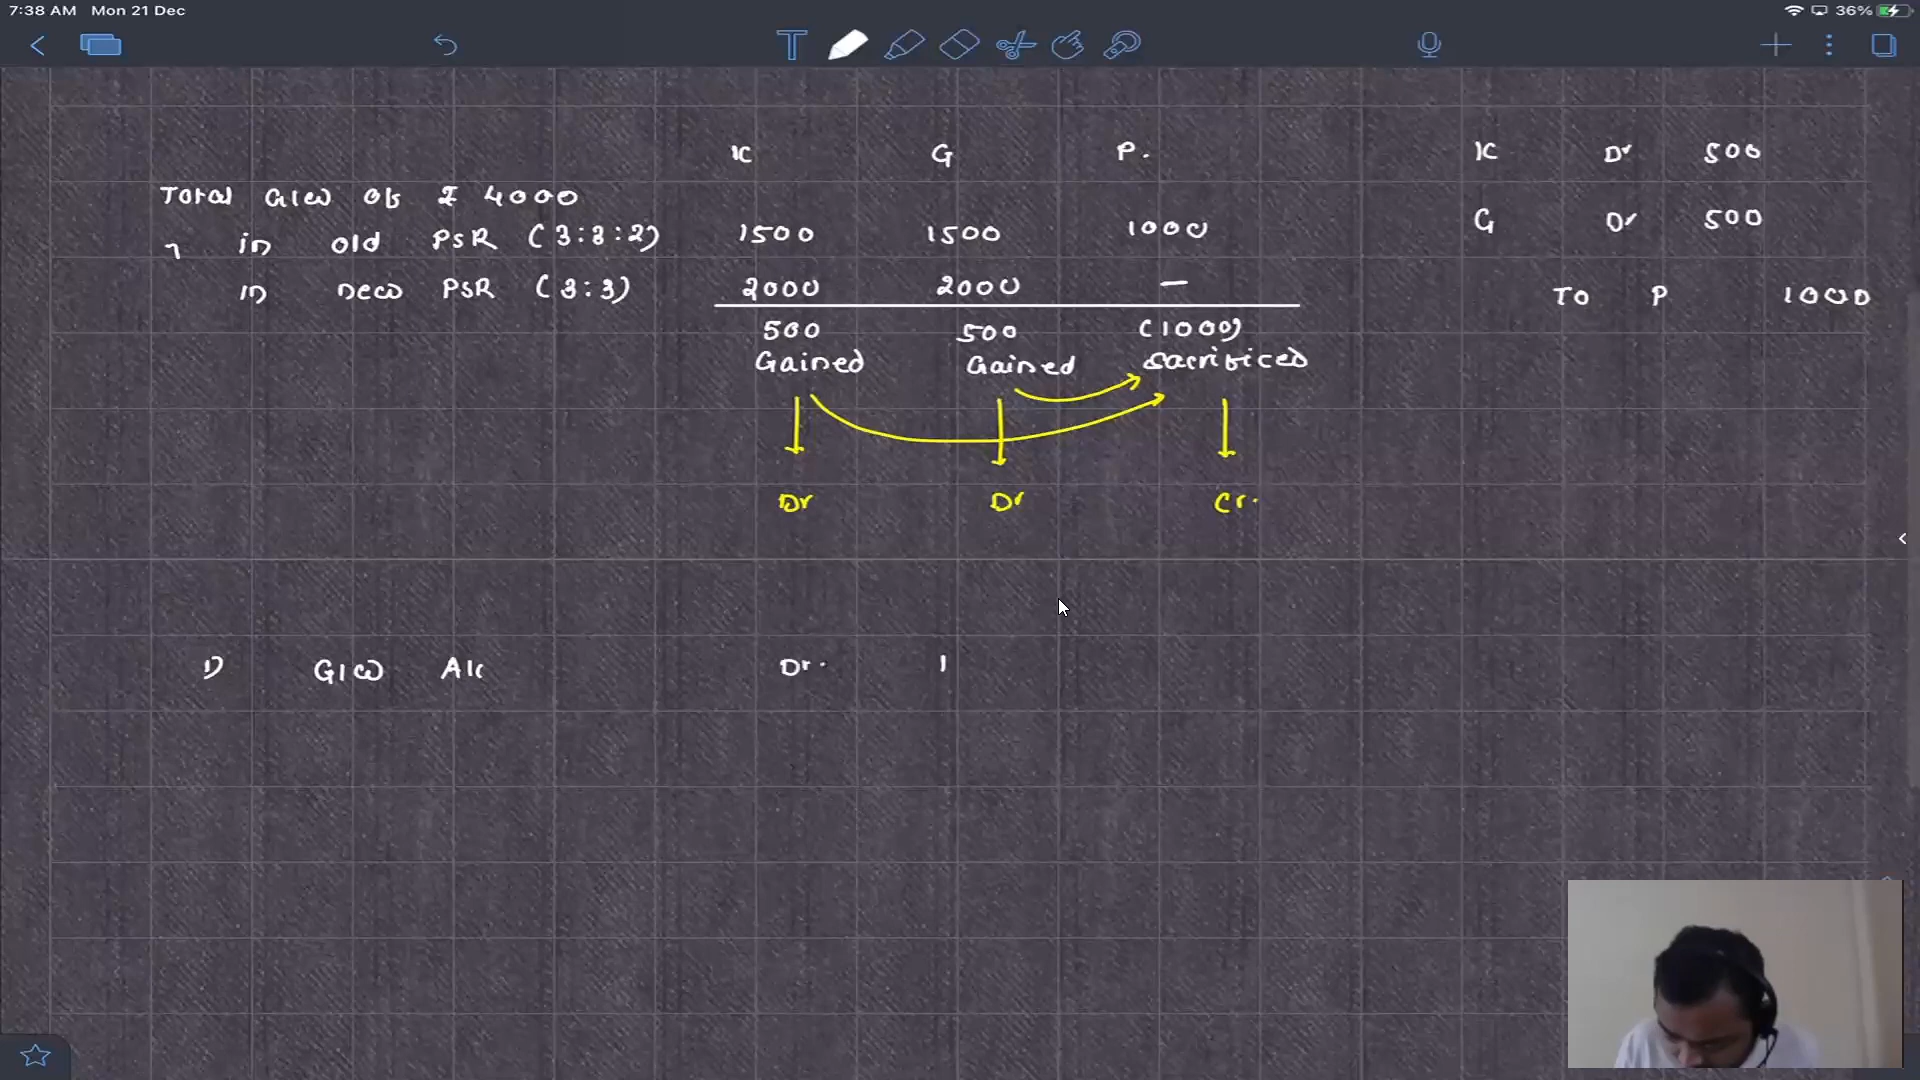 7:38 AM Mon 21 Dec
36%
K G P.
Total G/W of ₹ 4000
in old PSR (3:3:2) 1500 1500 1000
in new PSR (3:3) 2000 2000 —
500 500 (1000)
Gained Gained Sacrificed
Dr Dr Cr.
K Dr 500
G Dr 500
To P 1000
1) G/W A/c Dr. 1